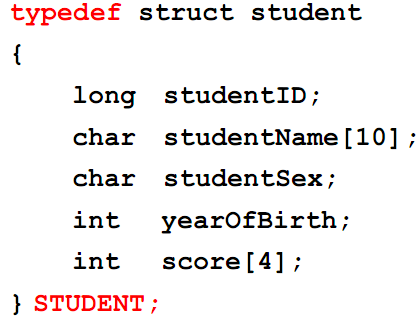 typedef struct student
{
long studentID;
char studentName[10];
char studentSex;
int yearOfBirth;
int score[4];
} STUDENT;